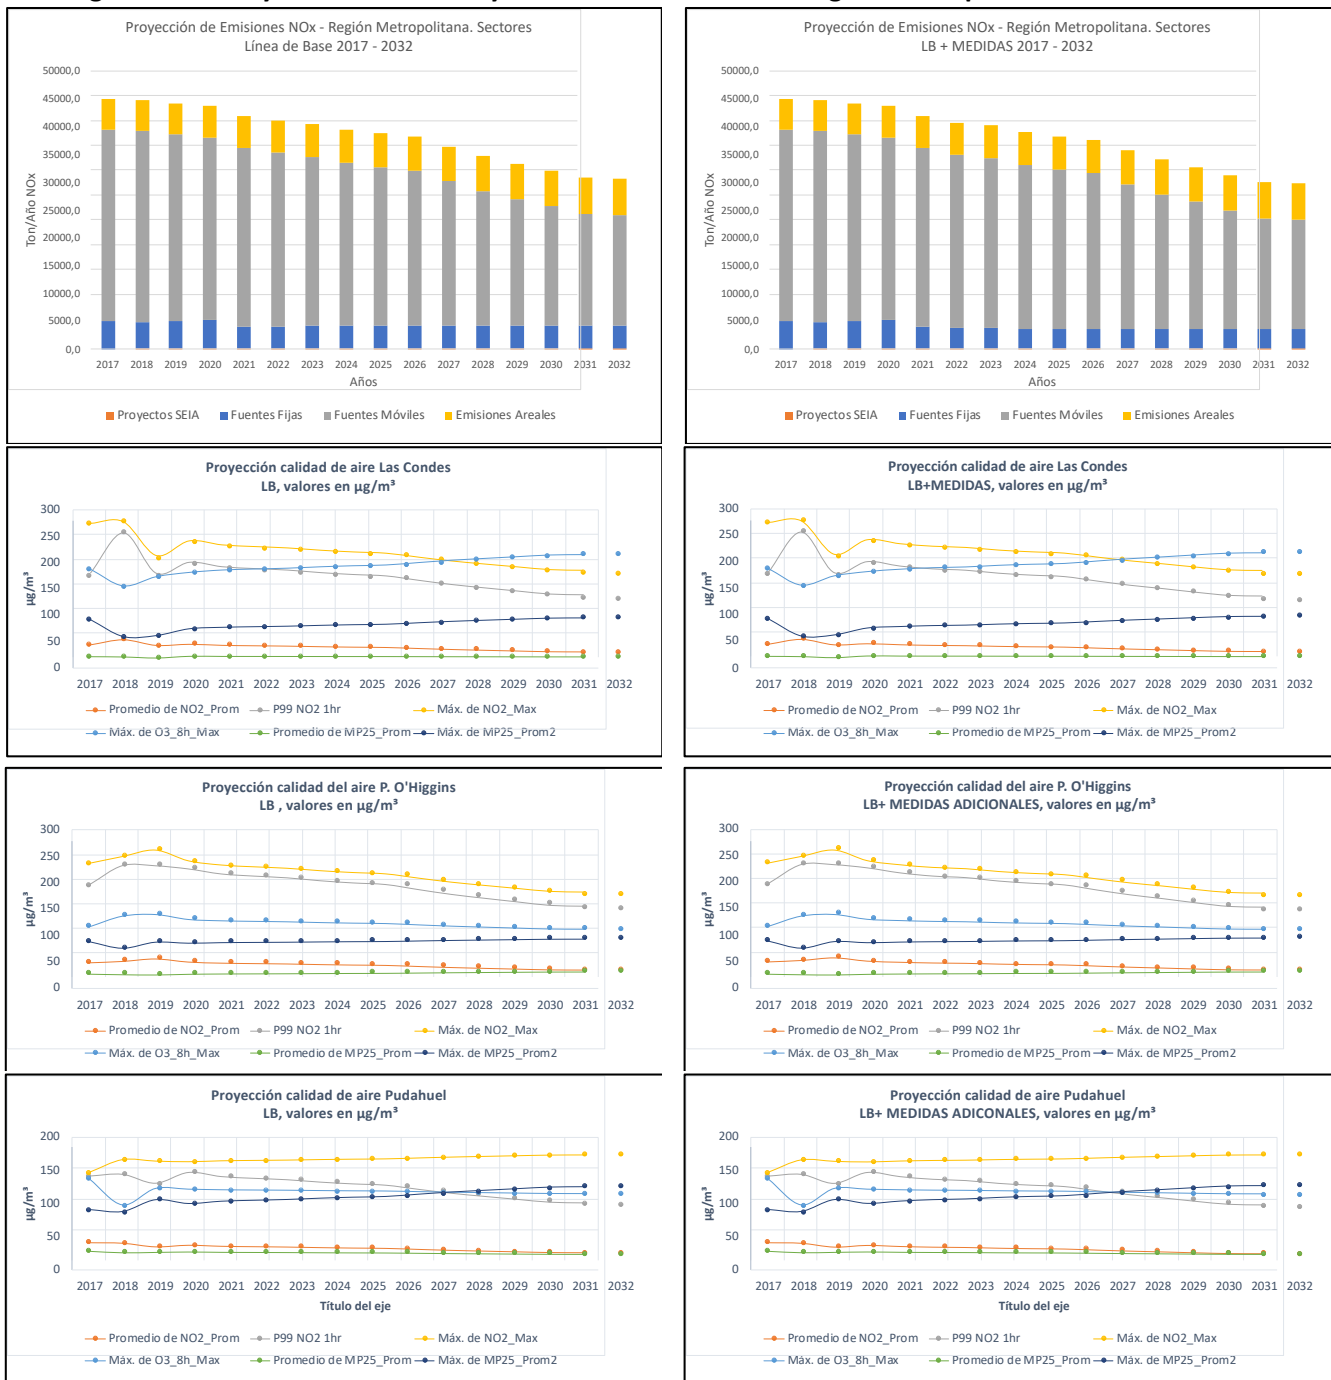 Proyección de Emisiones NOx - Región Metropolitana. Sectores
Línea de Base 2017 - 2032
50000,0
45000,0
40000,0
35000,0
30000,0
25000,0
20000,0
15000,0
10000,0
5000,0
0,0
Ton/Año NOx
2017 2018 2019 2020 2021 2022 2023 2024 2025 2026 2027 2028 2029 2030 2031 2032
Años
Proyectos SEIA Fuentes Fijas Fuentes Móviles Emisiones Areales
Proyección de Emisiones NOx - Región Metropolitana. Sectores
LB + MEDIDAS 2017 - 2032
50000,0
45000,0
40000,0
35000,0
30000,0
25000,0
20000,0
15000,0
10000,0
5000,0
0,0
Ton/Año NOx
2017 2018 2019 2020 2021 2022 2023 2024 2025 2026 2027 2028 2029 2030 2031 2032
Años
Proyectos SEIA Fuentes Fijas Fuentes Móviles Emisiones Areales
Proyección calidad de aire Las Condes
LB, valores en µg/m³
300
250
200
150
100
50
0
µg/m³
2017 2018 2019 2020 2021 2022 2023 2024 2025 2026 2027 2028 2029 2030 2031 2032
Promedio de NO2_Prom P99 NO2 1hr Máx. de NO2_Max
Máx. de O3_8h_Max Promedio de MP25_Prom Máx. de MP25_Prom2
Proyección calidad de aire Las Condes
LB+MEDIDAS, valores en µg/m³
300
250
200
150
100
50
0
µg/m³
2017 2018 2019 2020 2021 2022 2023 2024 2025 2026 2027 2028 2029 2030 2031 2032
Promedio de NO2_Prom P99 NO2 1hr Máx. de NO2_Max
Máx. de O3_8h_Max Promedio de MP25_Prom Máx. de MP25_Prom2
Proyección calidad del aire P. O'Higgins
LB , valores en µg/m³
300
250
200
150
100
50
0
µg/m³
2017 2018 2019 2020 2021 2022 2023 2024 2025 2026 2027 2028 2029 2030 2031 2032
Promedio de NO2_Prom P99 NO2 1hr Máx. de NO2_Max
Máx. de O3_8h_Max Promedio de MP25_Prom Máx. de MP25_Prom2
Proyección calidad del aire P. O'Higgins
LB+ MEDIDAS ADICIONALES, valores en µg/m³
300
250
200
150
100
50
0
µg/m³
2017 2018 2019 2020 2021 2022 2023 2024 2025 2026 2027 2028 2029 2030 2031 2032
Promedio de NO2_Prom P99 NO2 1hr Máx. de NO2_Max
Máx. de O3_8h_Max Promedio de MP25_Prom Máx. de MP25_Prom2
Proyección calidad de aire Pudahuel
LB, valores en µg/m³
200
150
100
50
0
µg/m³
2017 2018 2019 2020 2021 2022 2023 2024 2025 2026 2027 2028 2029 2030 2031 2032
Título del eje
Promedio de NO2_Prom P99 NO2 1hr Máx. de NO2_Max
Máx. de O3_8h_Max Promedio de MP25_Prom Máx. de MP25_Prom2
Proyección calidad de aire Pudahuel
LB+ MEDIDAS ADICONALES, valores en µg/m³
200
150
100
50
0
µg/m³
2017 2018 2019 2020 2021 2022 2023 2024 2025 2026 2027 2028 2029 2030 2031 2032
Título del eje
Promedio de NO2_Prom P99 NO2 1hr Máx. de NO2_Max
Máx. de O3_8h_Max Promedio de MP25_Prom Máx. de MP25_Prom2